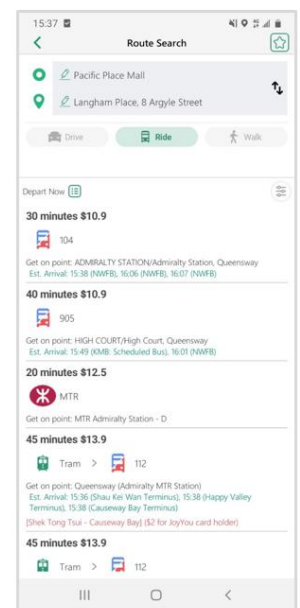 15:37
Route Search
Pacific Place Mall
Langham Place, 8 Argyle Street
Drive
Ride
Walk
Depart Now
30 minutes $10.9
104
Get on point: ADMIRALTY STATION/Admiralty Station, Queensway
Est. Arrival: 15:38 (NWFB), 16:06 (NWFB), 16:07 (NWFB)
40 minutes $10.9
905
Get on point: HIGH COURT/High Court, Queensway
Est. Arrival: 15:49 (KMB: Scheduled Bus), 16:01 (NWFB)
20 minutes $12.5
MTR
Get on point: MTR Admiralty Station - D
45 minutes $13.9
Tram > 112
Get on point: Queensway (Admiralty MTR Station)
Est. Arrival: 15:36 (Shau Kei Wan Terminus), 15:38 (Happy Valley
Terminus), 15:38 (Causeway Bay Terminus)
[Shek Tong Tsui - Causeway Bay] ($2 for JoyYou card holder)
45 minutes $13.9
Tram > 112